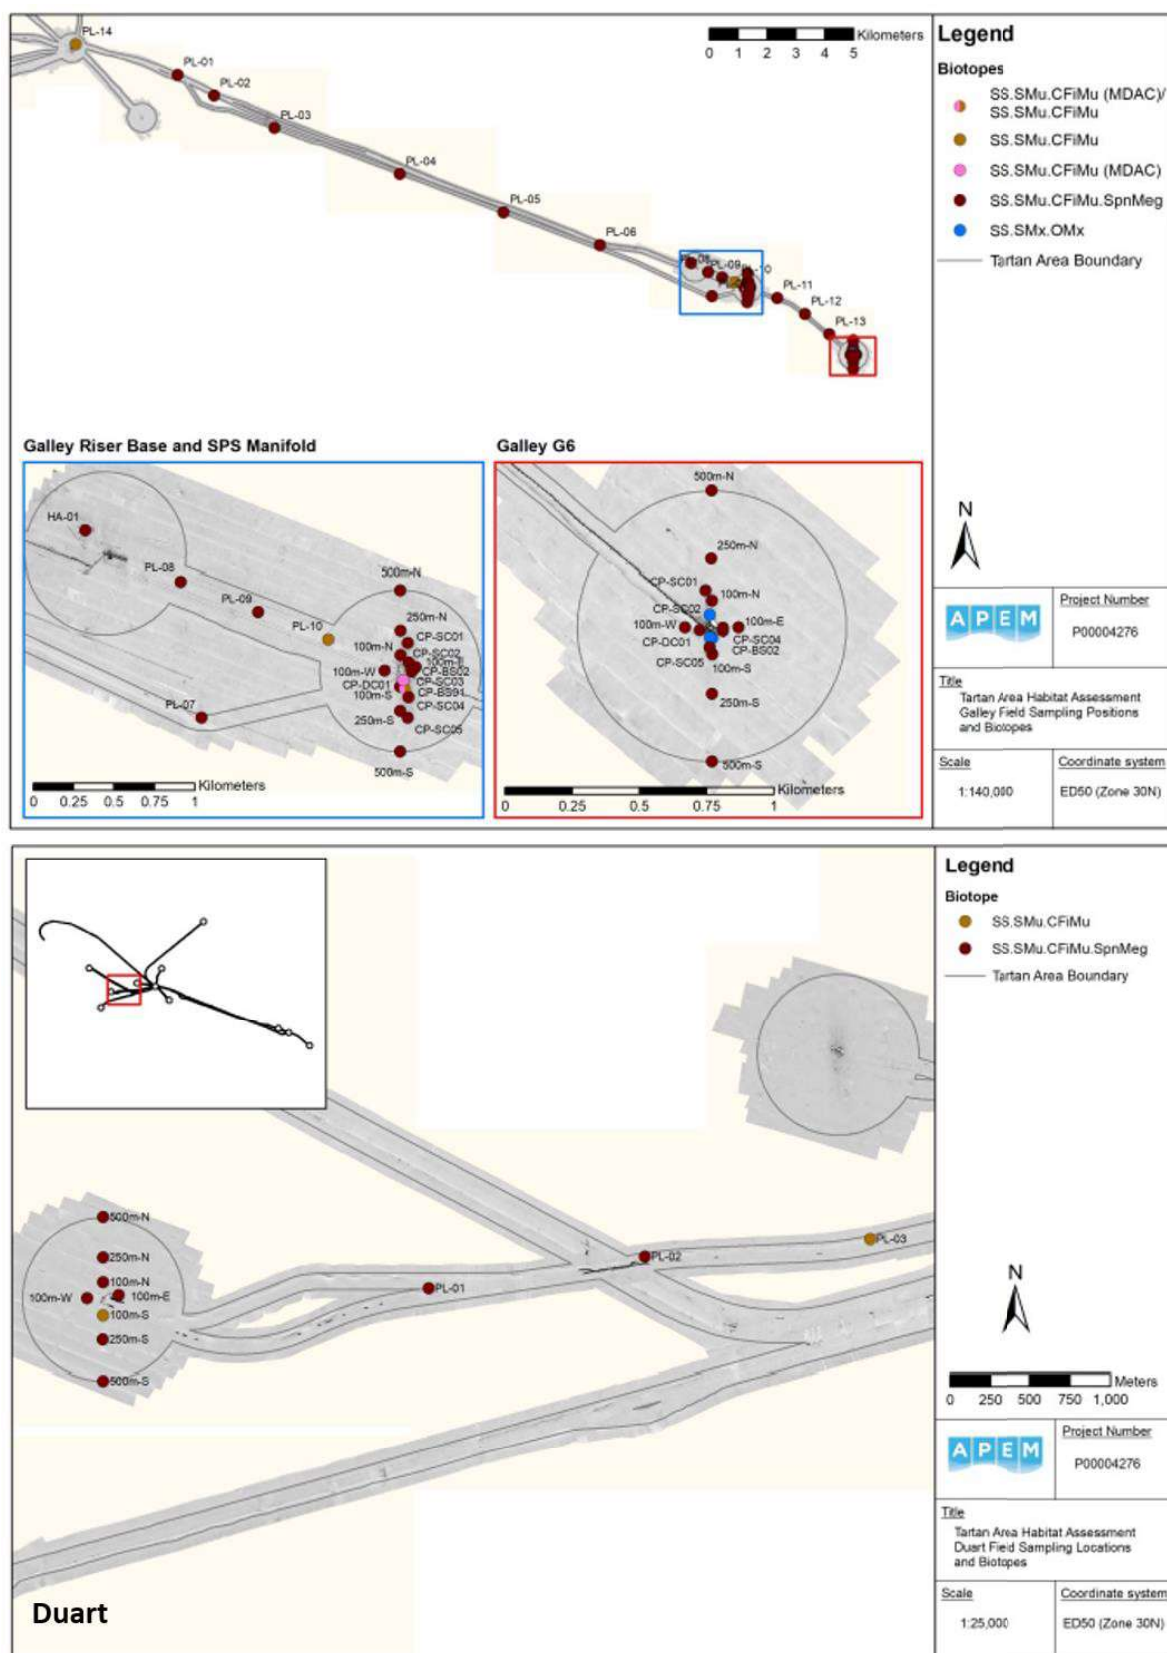 PL-14
PL-01
PL-02
PL-03
PL-04
PL-05
PL-06
PL-09
PL-10
PL-11
PL-12
PL-13
0 1 2 3 4 5 Kilometers
Legend
Biotopes
SS.SMu.CFiMu (MDAC)/
SS.SMu.CFiMu
SS.SMu.CFiMu
SS.SMu.CFiMu (MDAC)
SS.SMu.CFiMu.SpnMeg
SS.SMx.OMx
Tartan Area Boundary
Galley Riser Base and SPS Manifold
HA-01
PL-08
PL-09
PL-10
PL-07
500m-N
250m-N
CP-SC01
100m-N
CP-SC02
100m-E
100m-W
CP-BS02
CP-SC03
CP-DC01
CP-BS91
100m-S
CP-SC04
250m-S
CP-SC05
500m-S
Kilometers
0 0.25 0.5 0.75 1
Galley G6
500m-N
250m-N
CP-SC01
100m-N
CP-SC02
100m-W
100m-E
CP-SC04
CP-DC01
CP-BS02
CP-SC05
100m-S
250m-S
500m-S
Kilometers
0 0.25 0.5 0.75 1
N
APEM
Project Number
P00004276
Title
Tartan Area Habitat Assessment
Galley Field Sampling Positions
and Biotopes
Scale
1:140,000
Coordinate system
ED50 (Zone 30N)
Legend
Biotope
SS.SMu.CFiMu
SS.SMu.CFiMu.SpnMeg
Tartan Area Boundary
500m-N
250m-N
100m-N
100m-W
100m-E
100m-S
250m-S
500m-S
PL-01
PL-02
PL-03
N
Meters
0 250 500 750 1,000
APEM
Project Number
P00004276
Title
Tartan Area Habitat Assessment
Duart Field Sampling Locations
and Biotopes
Scale
1:25,000
Coordinate system
ED50 (Zone 30N)
Duart